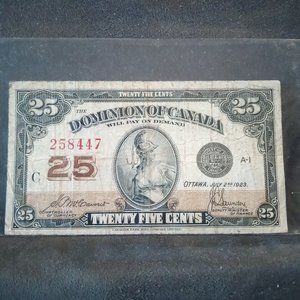 TWENTY FIVE CENTS
25 THE DOMINION OF CANADA 25
WILL PAY ON DEMAND
258447
25
C
A-1
OTTAWA, JULY 2ND 1923.
25 TWENTY FIVE CENTS 25